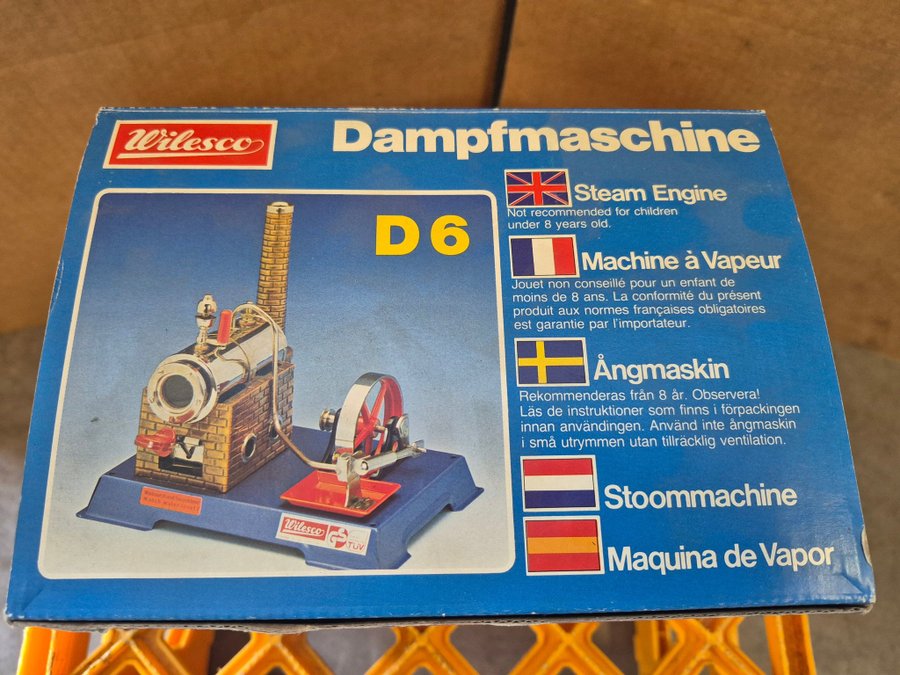 Wilesco
Dampfmaschine
D6
Steam Engine
Not recommended for children
under 8 years old.
Machine à Vapeur
Jouet non conseillé pour un enfant de
moins de 8 ans. La conformité du présent
produit aux normes françaises obligatoires
est garantie par l'importateur.
Ångmaskin
Rekommenderas från 8 år. Observera!
Läs de instruktioner som finns i förpackingen
innan användingen. Använd inte ångmaskin
i små utrymmen utan tillräcklig ventilation.
Stoommachine
Maquina de Vapor
Wilesco
TÜV